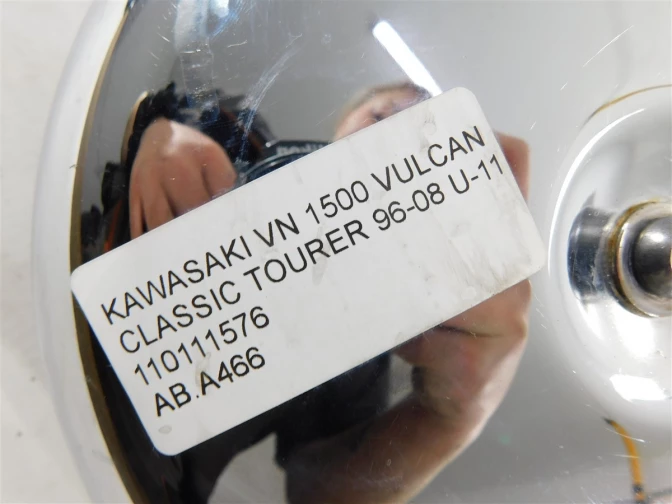 KAWASAKI VN 1500 VULCAN
CLASSIC TOURER 96-08 U-11
110111576
AB.A466